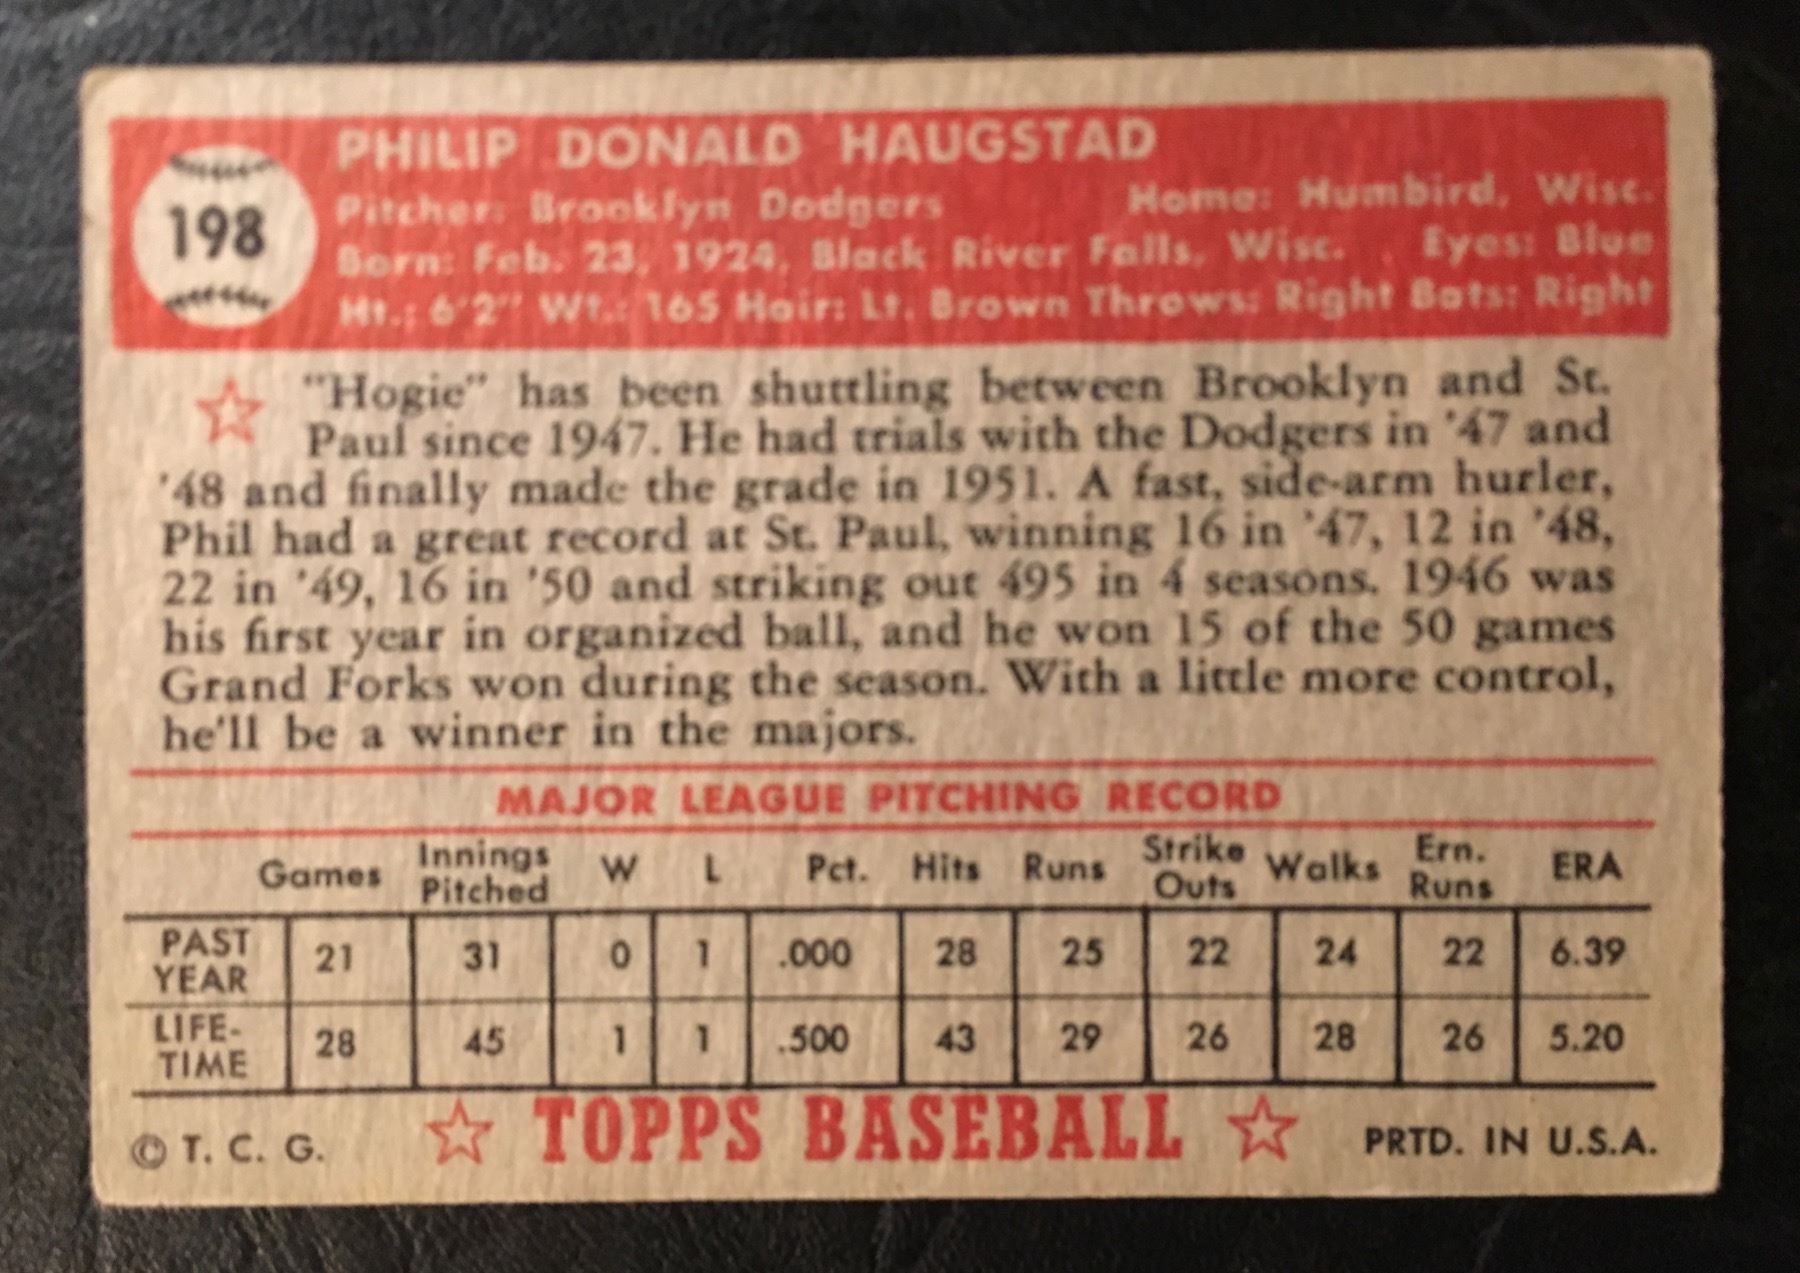 198
PHILIP DONALD HAUGSTAD
Pitcher: Brooklyn Dodgers Home: Humbird, Wisc.
Born: Feb. 23, 1924, Black River Falls, Wisc. Eyes: Blue
Ht.: 6'2" Wt.: 165 Hair: Lt. Brown Throws: Right Bats: Right
"Hogie" has been shuttling between Brooklyn and St.
Paul since 1947. He had trials with the Dodgers in '47 and
'48 and finally made the grade in 1951. A fast, side-arm hurler,
Phil had a great record at St. Paul, winning 16 in '47, 12 in '48,
22 in '49, 16 in '50 and striking out 495 in 4 seasons. 1946 was
his first year in organized ball, and he won 15 of the 50 games
Grand Forks won during the season. With a little more control,
he'll be a winner in the majors.
MAJOR LEAGUE PITCHING RECORD
Games Innings Pitched W L Pct. Hits Runs Strike Outs Walks Ern. Runs ERA
PAST YEAR 21 31 0 1 .000 28 25 22 24 22 6.39
LIFE-TIME 28 45 1 1 .500 43 29 26 28 26 5.20
© T. C. G. TOPPS BASEBALL PRTD. IN U.S.A.